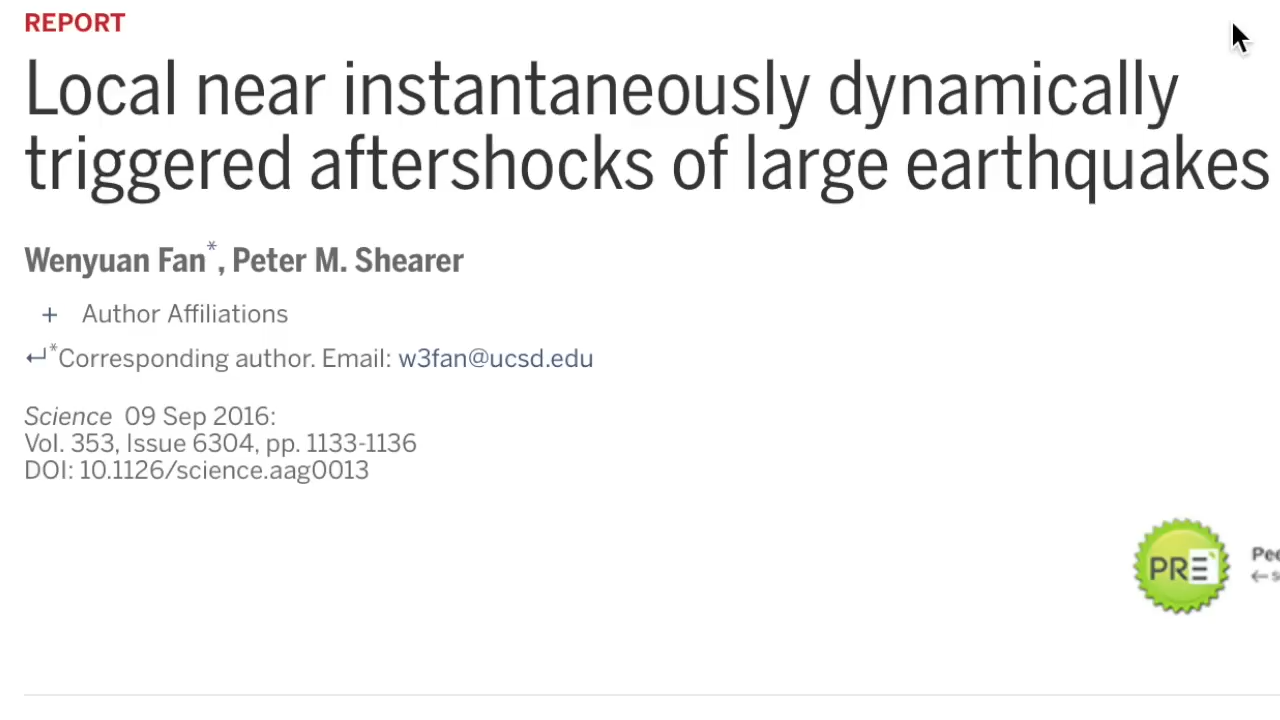 REPORT
Local near instantaneously dynamically
triggered aftershocks of large earthquakes
Wenyuan Fan*, Peter M. Shearer
+ Author Affiliations
↵*Corresponding author. Email: w3fan@ucsd.edu
Science 09 Sep 2016:
Vol. 353, Issue 6304, pp. 1133-1136
DOI: 10.1126/science.aag0013
PRE